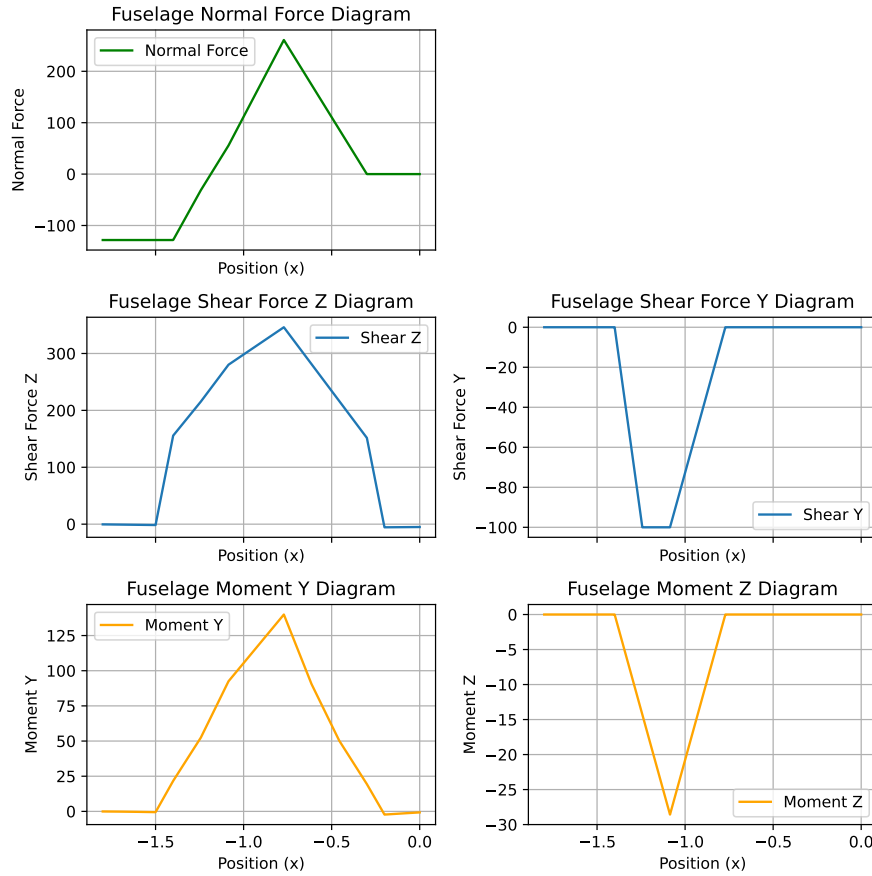 Fuselage Normal Force Diagram
Normal Force
200
100
0
−100
Normal Force
Position (x)
Fuselage Shear Force Z Diagram
Shear Z
300
200
100
0
Shear Force Z
Position (x)
Fuselage Shear Force Y Diagram
0
−20
−40
−60
−80
−100
Shear Force Y
Shear Y
Position (x)
Fuselage Moment Y Diagram
Moment Y
125
100
75
50
25
0
Moment Y
−1.5 −1.0 −0.5 0.0
Position (x)
Fuselage Moment Z Diagram
0
−5
−10
−15
−20
−25
−30
Moment Z
Moment Z
−1.5 −1.0 −0.5 0.0
Position (x)